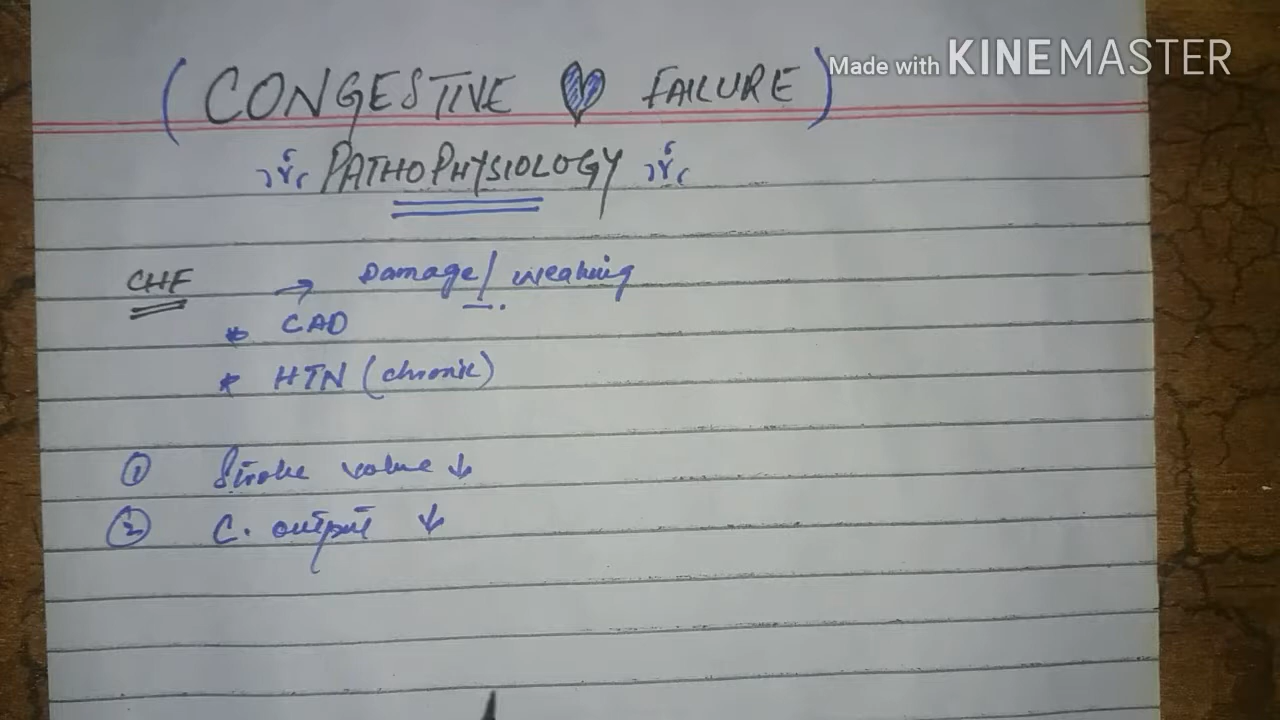 Made with KINEMASTER
(CONGESTIVE FAILURE)
PATHOPHYSIOLOGY
CHF → Damage/ weaking
* CAD
* HTN (chronic)
① Stroke volume ↓
② C. output ↓